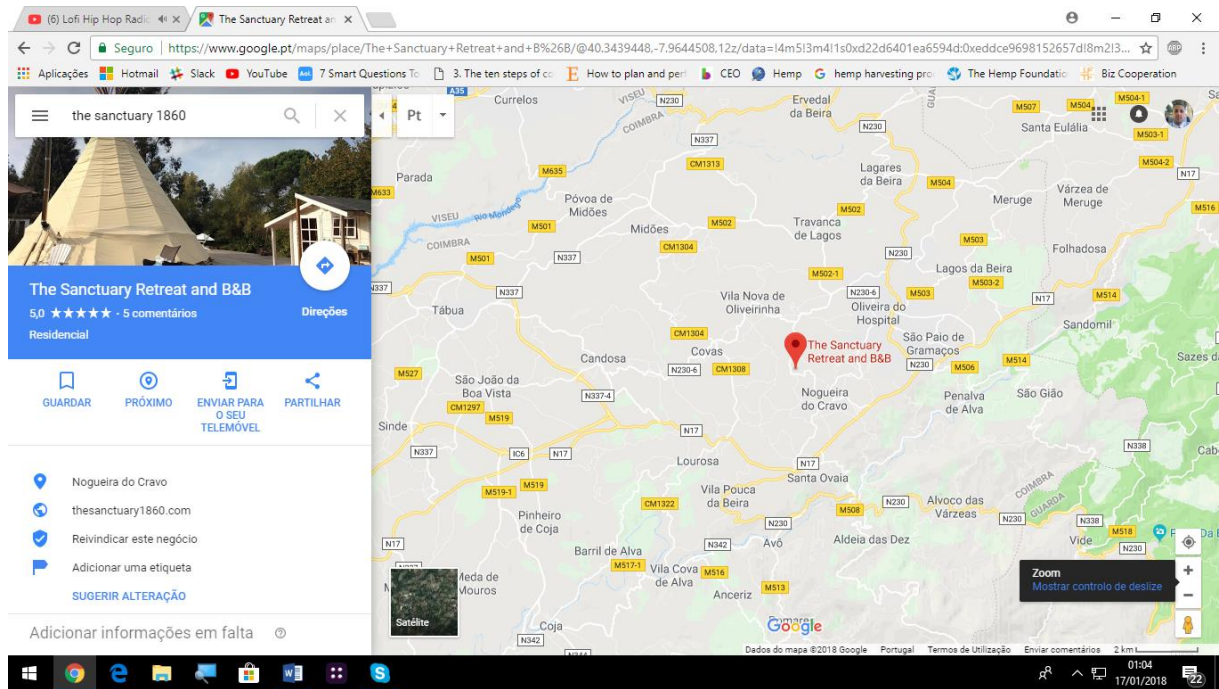 (6) Lofi Hip Hop Radio
The Sanctuary Retreat an
Seguro
https://www.google.pt/maps/place/The+Sanctuary+Retreat+and+B%26B/@40.3439448,-7.9644508,12z/data=!4m5!3m4!1s0xd22d6401ea6594d:0xeddce9698152657d!8m2!3...
Aplicações
Hotmail
Slack
YouTube
7 Smart Questions To
3. The ten steps of co
How to plan and perf
CEO
Hemp
hemp harvesting pro
The Hemp Foundatio
Biz Cooperation
the sanctuary 1860
Pt
The Sanctuary Retreat and B&B
5,0 ★★★★★ - 5 comentários
Residencial
Direções
GUARDAR
PRÓXIMO
ENVIAR PARA
O SEU
TELEMÓVEL
PARTILHAR
Nogueira do Cravo
thesanctuary1860.com
Reivindicar este negócio
Adicionar uma etiqueta
SUGERIR ALTERAÇÃO
Adicionar informações em falta
A35
Currelos
VISEU
COIMBRA
N230
Ervedal
da Beira
N230
M507
M504
M504-1
Santa Eulália
M503-1
N337
M504-2
N17
CM1313
Parada
M635
Lagares
da Beira
M504
M633
Póvoa de
Midões
Várzea de
Meruge
Meruge
M516
VISEU
Rio Mondego
COIMBRA
M501
Midões
M502
M502
Travanca
de Lagos
M503
CM1304
Folhadosa
M501
N337
N230
Lagos da Beira
M502-1
M503-2
N337
Vila Nova de
Oliveirinha
N230-6
M503
N17
M514
Tábua
Oliveira do
Hospital
Sandomil
CM1304
The Sanctuary
Retreat and B&B
São Paio de
Gramaços
Candosa
Covas
N230
M514
N230-6
CM1308
M506
M527
São João da
Boa Vista
N337-4
Nogueira
do Cravo
Penalva
de Alva
São Gião
CM1297
M519
Sinde
N17
N337
IC6
N17
Lourosa
N17
N338
Santa Ovaia
M519-1
M519
Vila Pouca
da Beira
CM1322
COIMBRA
GUARDA
Pinheiro
de Coja
M508
N230
Alvoco das
Várzeas
N230
N338
N230
M518
N17
Barril de Alva
N342
Avô
Aldeia das Dez
Vide
N230
M517-1
Vila Cova
de Alva
M516
Meda de
Mouros
Anceriz
M513
Coja
N342
N344
Satélite
Zoom
Mostrar controlo de deslize
Google
Dados do mapa ©2018 Google
Portugal
Termos de Utilização
Enviar comentários
2 km
01:04
17/01/2018
22